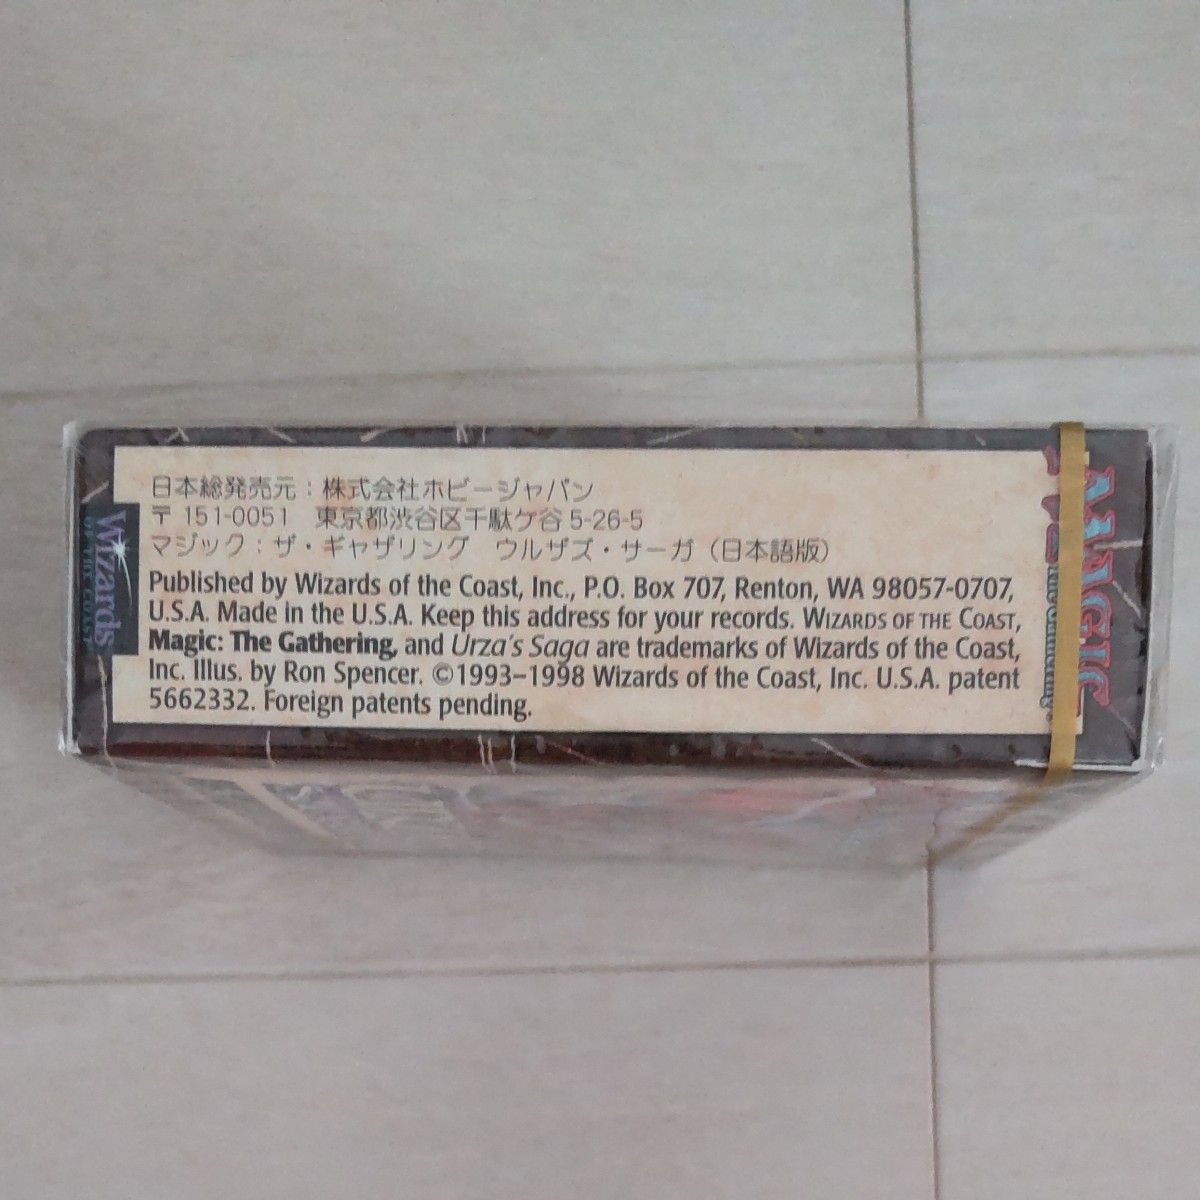 日本総発売元：株式会社ホビージャパン
〒151-0051 東京都渋谷区千駄ケ谷5-26-5
マジック：ザ・ギャザリング ウルザズ・サーガ（日本語版）
Published by Wizards of the Coast, Inc., P.O. Box 707, Renton, WA 98057-0707,
U.S.A. Made in the U.S.A. Keep this address for your records. WIZARDS OF THE COAST,
Magic: The Gathering, and Urza's Saga are trademarks of Wizards of the Coast,
Inc. Illus. by Ron Spencer. ©1993–1998 Wizards of the Coast, Inc. U.S.A. patent
5662332. Foreign patents pending.
Wizards
OF THE COAST
MAGIC